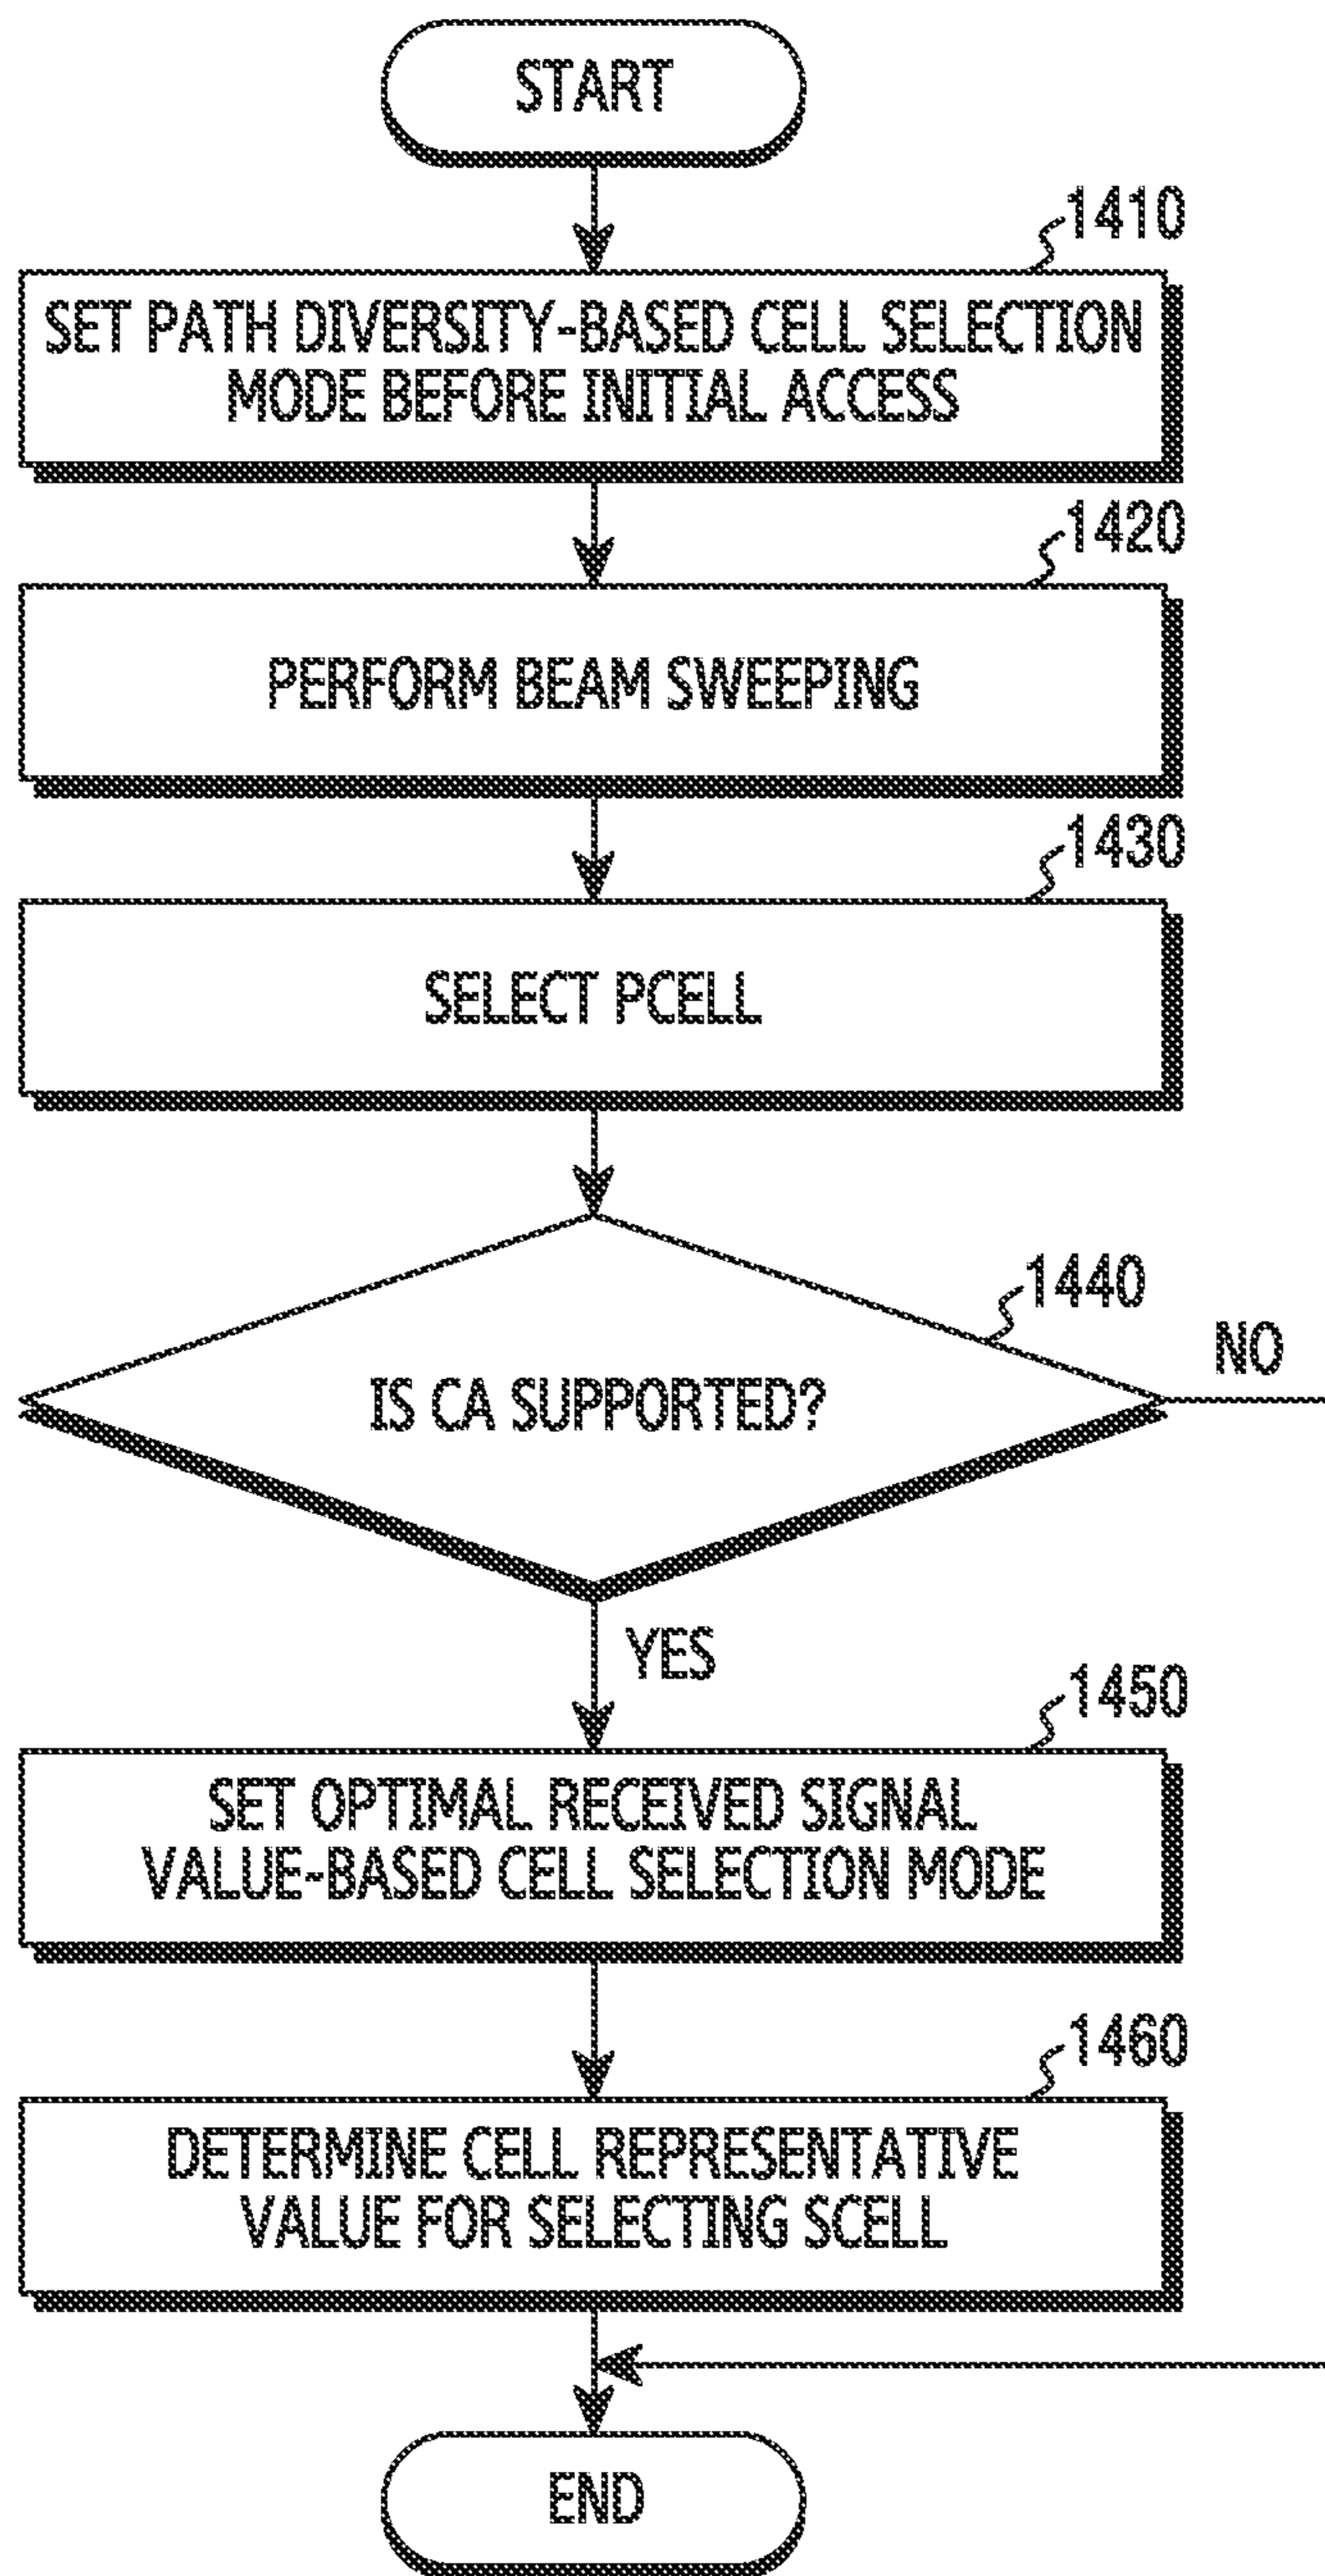 START
1410
SET PATH DIVERSITY-BASED CELL SELECTION
MODE BEFORE INITIAL ACCESS
1420
PERFORM BEAM SWEEPING
1430
SELECT PCELL
1440
NO
IS CA SUPPORTED?
YES
1450
SET OPTIMAL RECEIVED SIGNAL
VALUE-BASED CELL SELECTION MODE
1460
DETERMINE CELL REPRESENTATIVE
VALUE FOR SELECTING SCELL
END